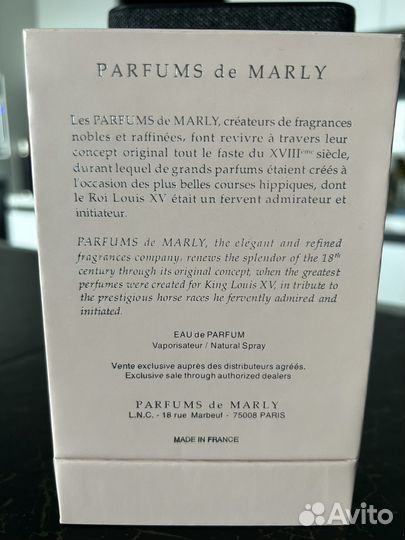 PARFUMS de MARLY
Les PARFUMS de MARLY, créateurs de fragrances
nobles et raffinées, font revivre à travers leur
concept original tout le faste du XVIIIème siècle,
durant lequel de grands parfums étaient créés à
l'occasion des plus belles courses hippiques, dont
le Roi Louis XV était un fervent admirateur et
initiateur.
PARFUMS de MARLY, the elegant and refined
fragrances company, renews the splendor of the 18th
century through its original concept, when the greatest
perfumes were created for King Louis XV, in tribute to
the prestigious horse races he fervently admired and
initiated.
EAU de PARFUM
Vaporisateur / Natural Spray
Vente exclusive auprès des distributeurs agréés.
Exclusive sale through authorized dealers
PARFUMS de MARLY
L.N.C. - 18 rue Marbeuf - 75008 PARIS
MADE IN FRANCE
Avito